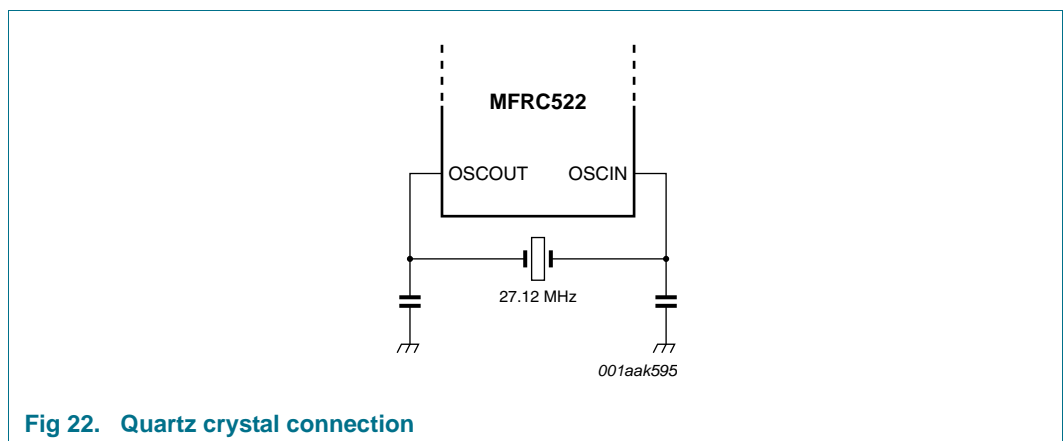 MFRC522
OSCOUT OSCIN
27.12 MHz
001aak595
Fig 22. Quartz crystal connection